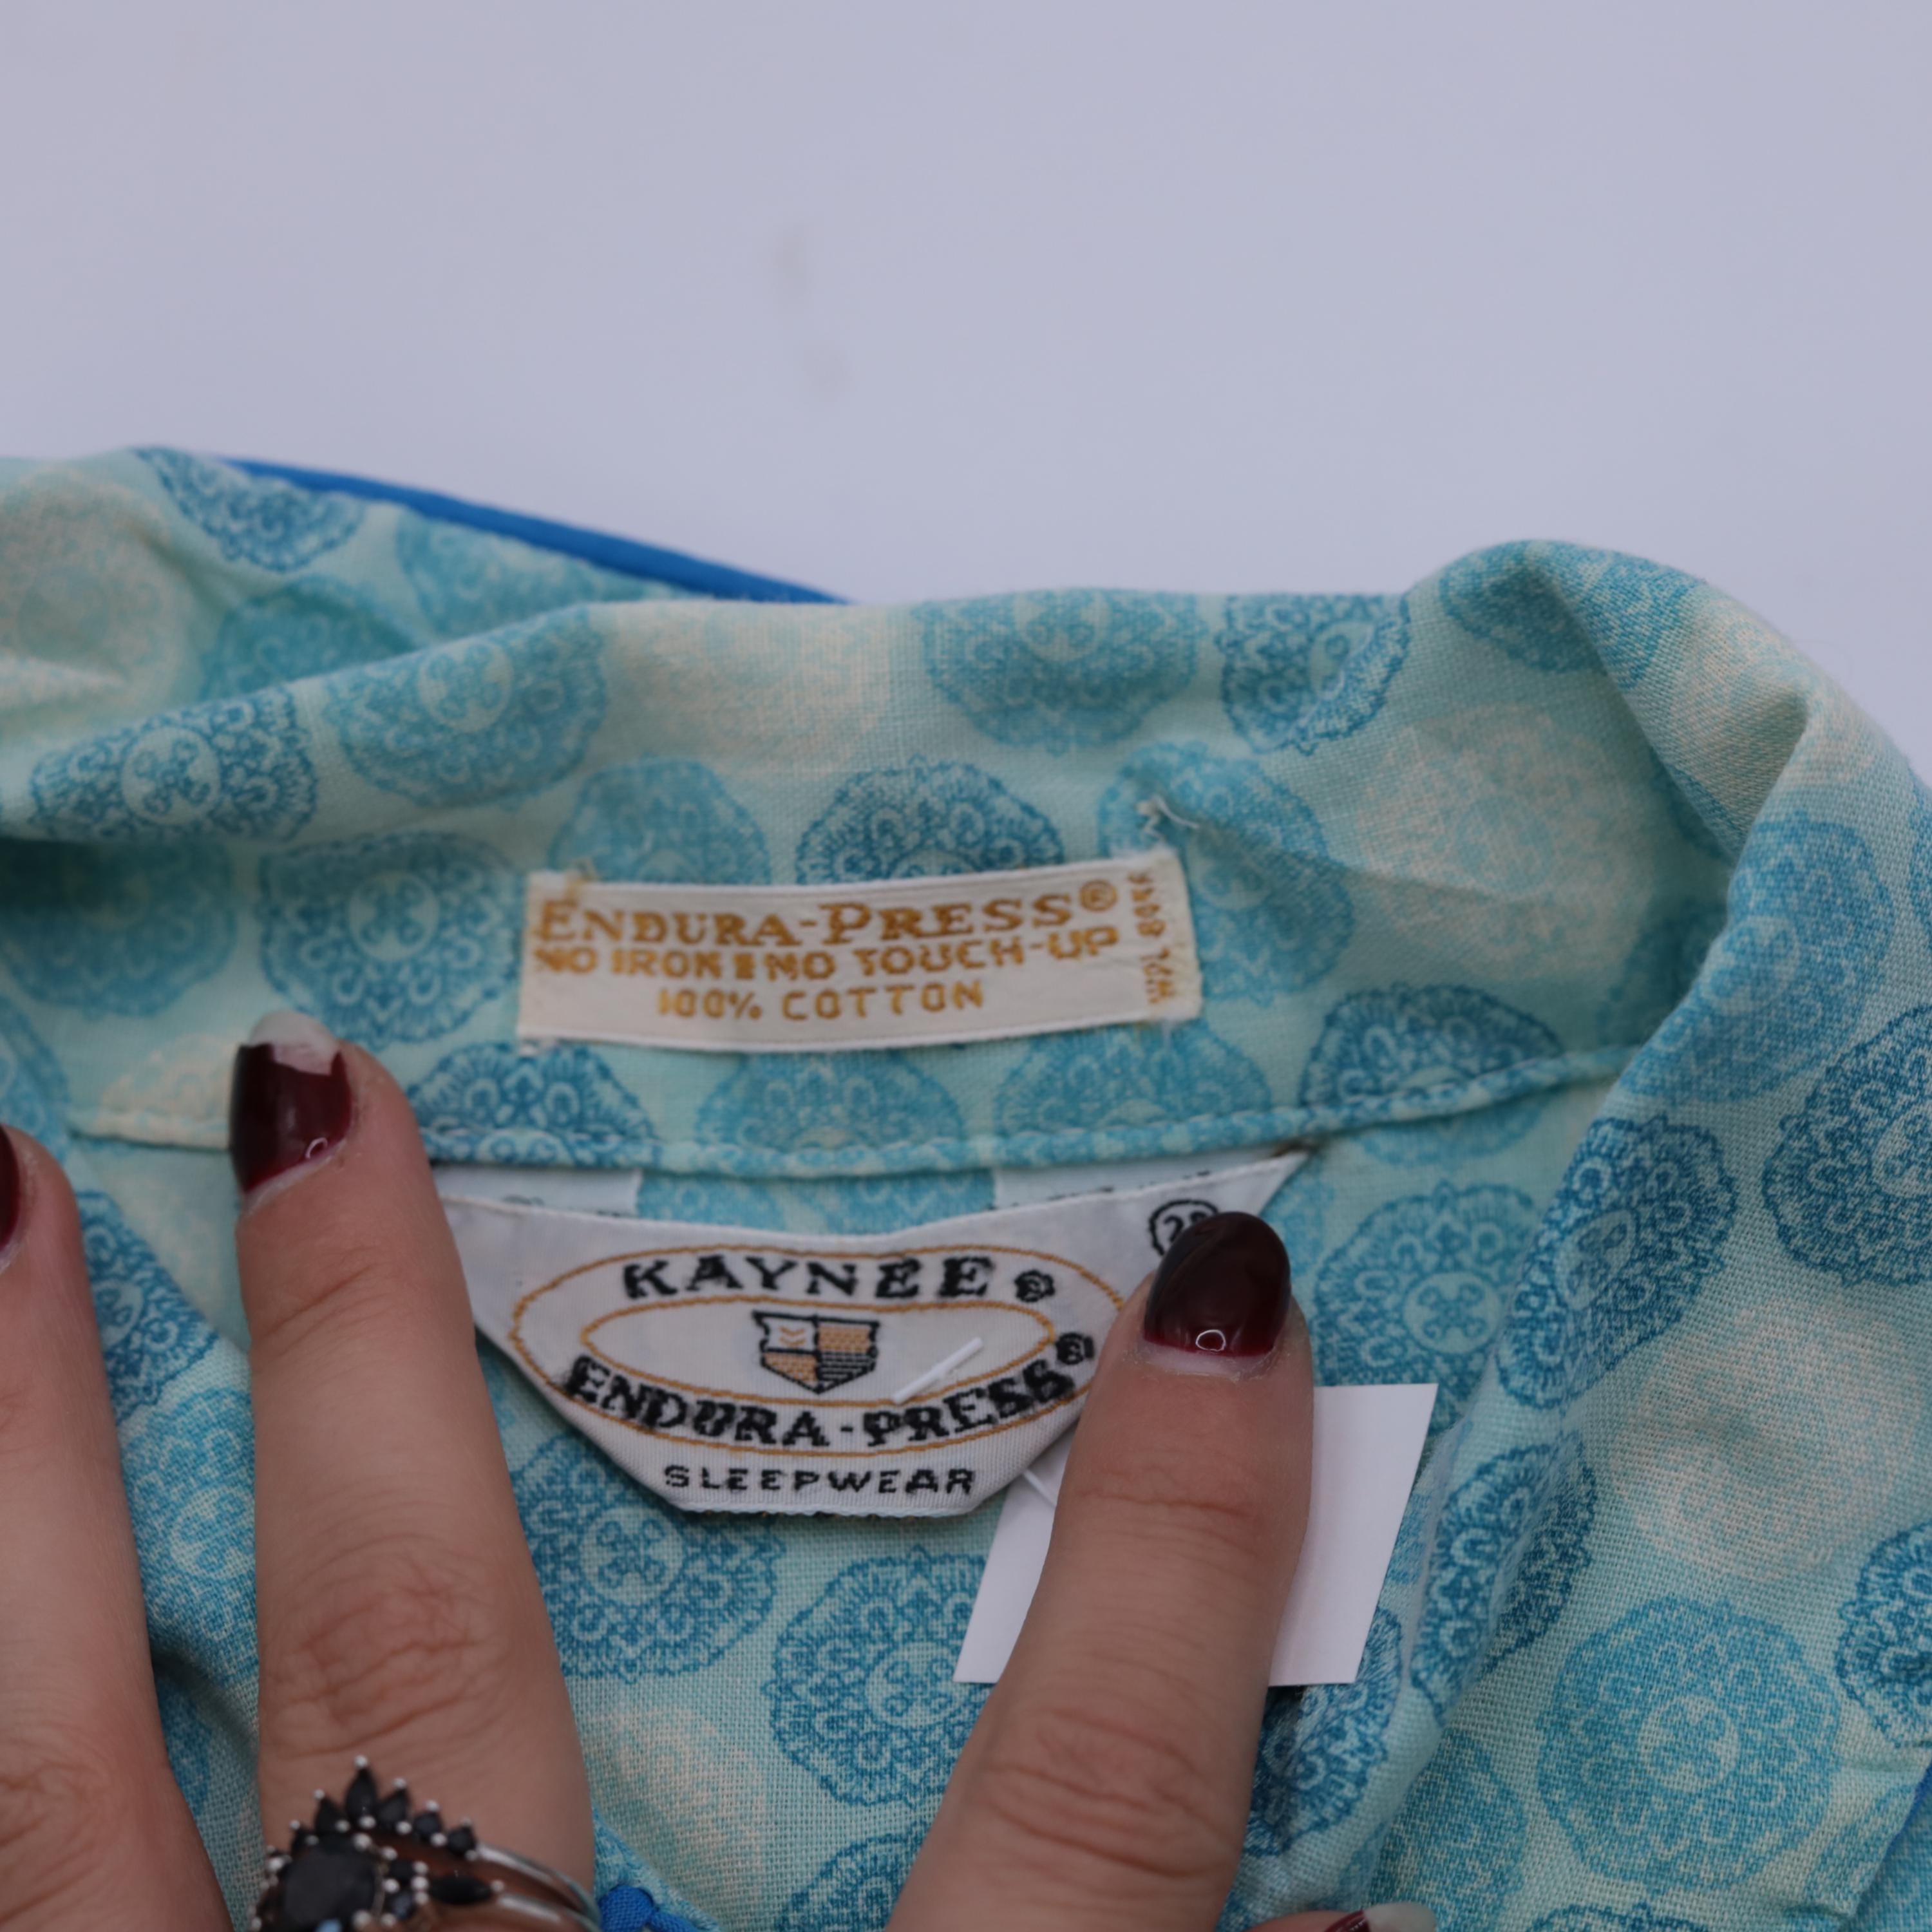 ENDURA-PRESS®
NO IRON NO TOUCH-UP
100% COTTON
KAYNEE®
ENDURA-PRESS®
SLEEPWEAR